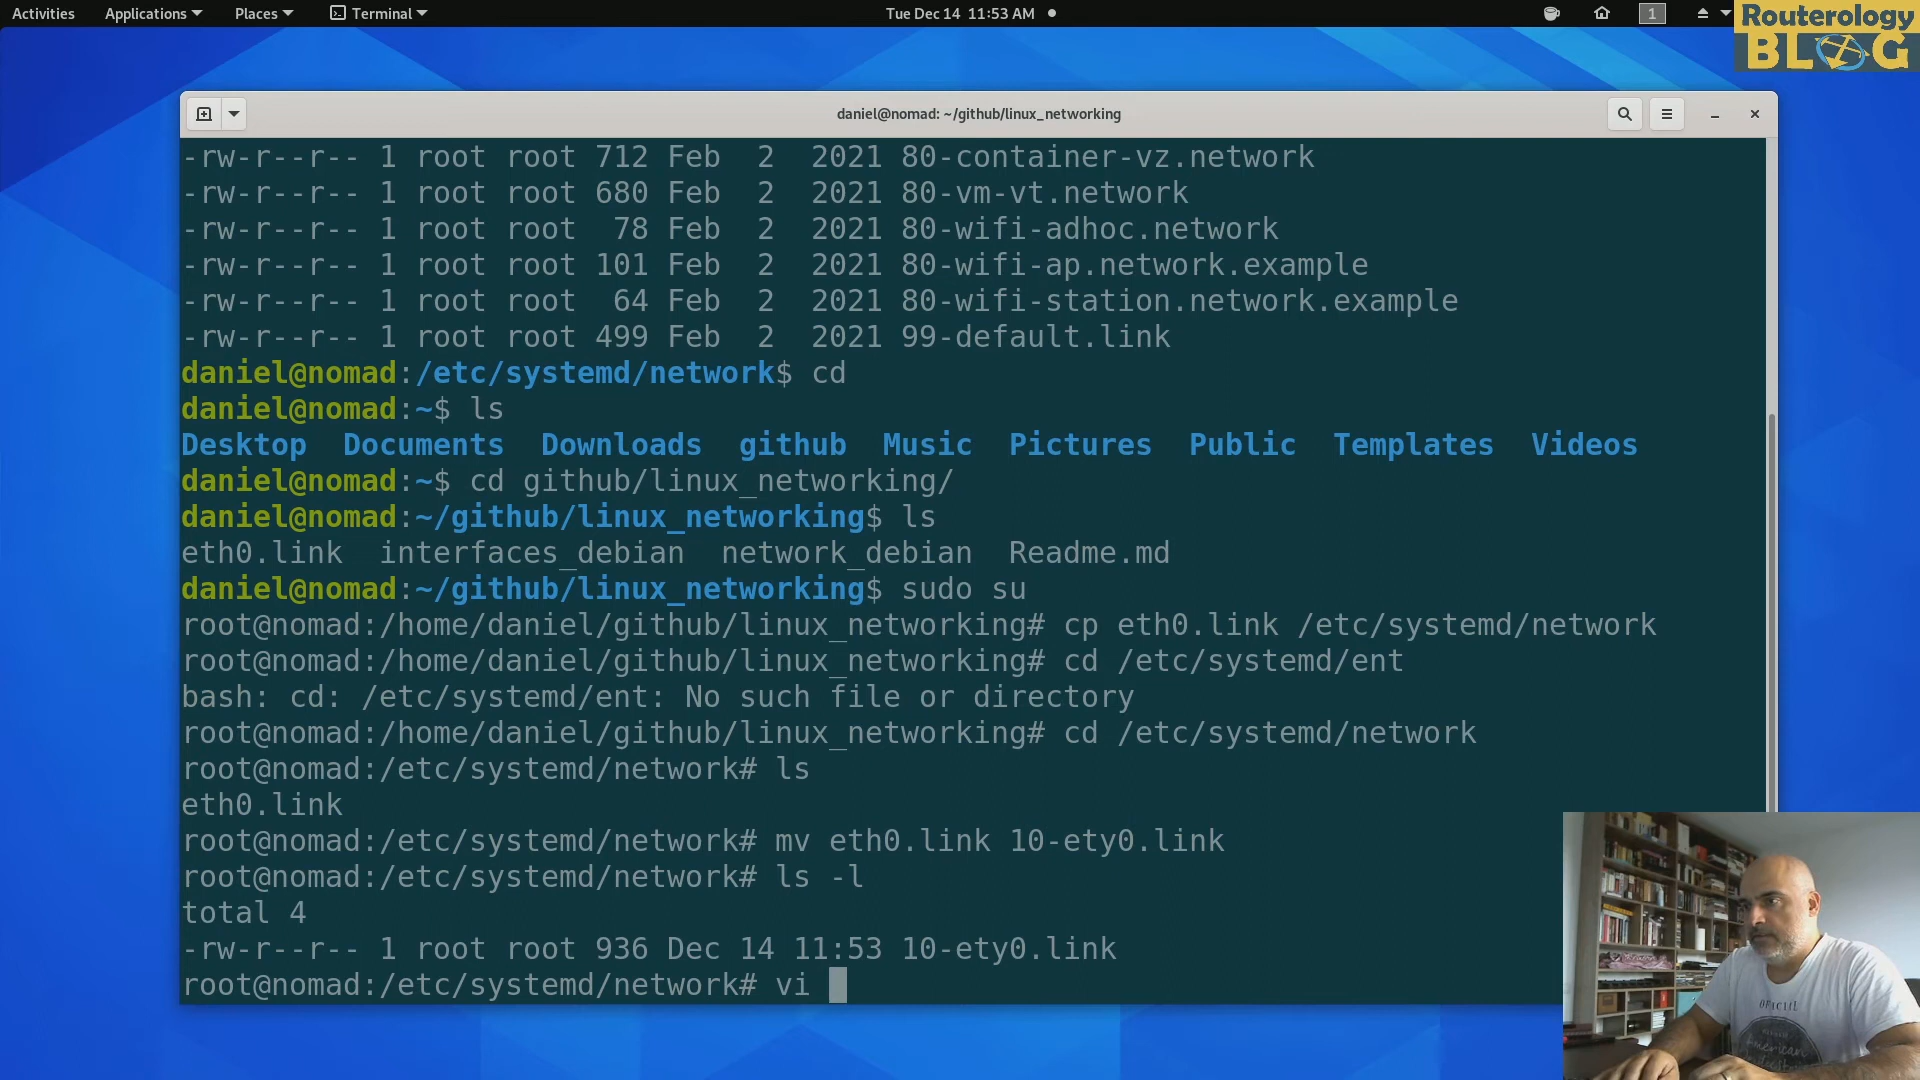 Activities Applications Places Terminal Tue Dec 14 11:53 AM 1
Routerology
BLOG
daniel@nomad: ~/github/linux_networking
-rw-r--r-- 1 root root 712 Feb  2  2021 80-container-vz.network
-rw-r--r-- 1 root root 680 Feb  2  2021 80-vm-vt.network
-rw-r--r-- 1 root root  78 Feb  2  2021 80-wifi-adhoc.network
-rw-r--r-- 1 root root 101 Feb  2  2021 80-wifi-ap.network.example
-rw-r--r-- 1 root root  64 Feb  2  2021 80-wifi-station.network.example
-rw-r--r-- 1 root root 499 Feb  2  2021 99-default.link
daniel@nomad:/etc/systemd/network$ cd
daniel@nomad:~$ ls
Desktop  Documents  Downloads  github  Music  Pictures  Public  Templates  Videos
daniel@nomad:~$ cd github/linux_networking/
daniel@nomad:~/github/linux_networking$ ls
eth0.link  interfaces_debian  network_debian  Readme.md
daniel@nomad:~/github/linux_networking$ sudo su
root@nomad:/home/daniel/github/linux_networking# cp eth0.link /etc/systemd/network
root@nomad:/home/daniel/github/linux_networking# cd /etc/systemd/ent
bash: cd: /etc/systemd/ent: No such file or directory
root@nomad:/home/daniel/github/linux_networking# cd /etc/systemd/network
root@nomad:/etc/systemd/network# ls
eth0.link
root@nomad:/etc/systemd/network# mv eth0.link 10-ety0.link
root@nomad:/etc/systemd/network# ls -l
total 4
-rw-r--r-- 1 root root 936 Dec 14 11:53 10-ety0.link
root@nomad:/etc/systemd/network# vi